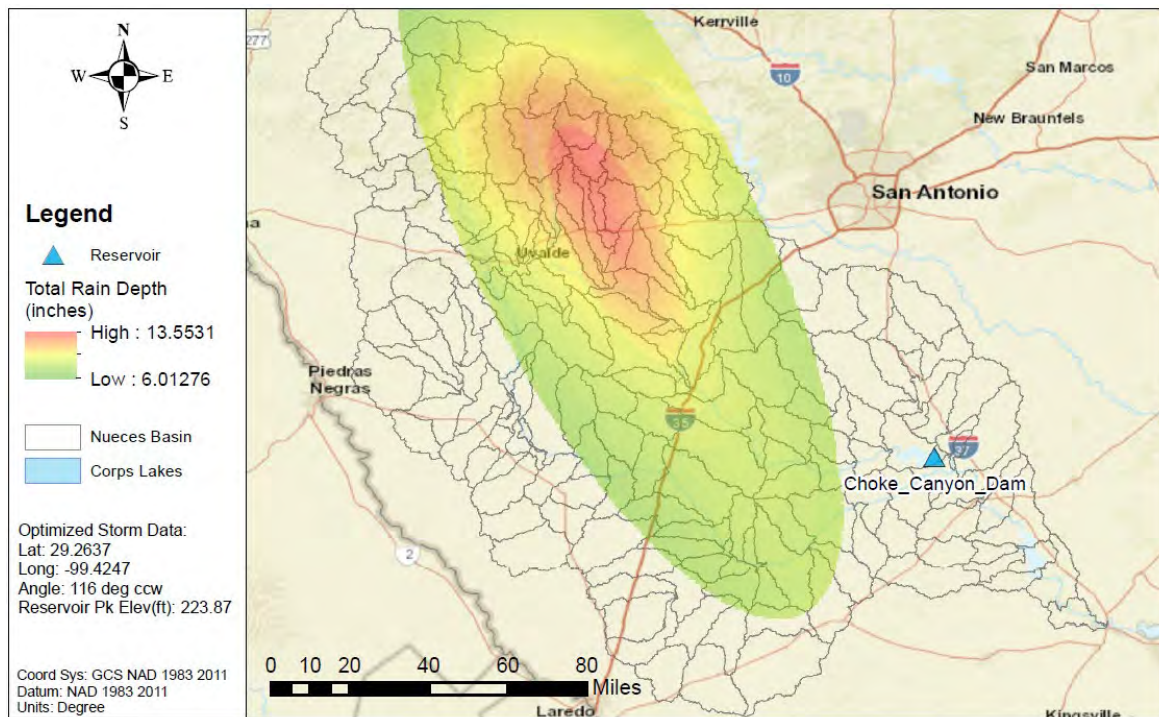 N
W
E
S
277
Legend
Reservoir
Total Rain Depth
(inches)
High : 13.5531
Low : 6.01276
Nueces Basin
Corps Lakes
Optimized Storm Data:
Lat: 29.2637
Long: -99.4247
Angle: 116 deg ccw
Reservoir Pk Elev(ft): 223.87
Coord Sys: GCS NAD 1983 2011
Datum: NAD 1983 2011
Units: Degree
Kerrville
10
San Marcos
New Braunfels
San Antonio
na
Uvalde
Piedras
Negras
35
37
Choke_Canyon_Dam
2
0 10 20 40 60 80
Miles
Laredo
Kingsville